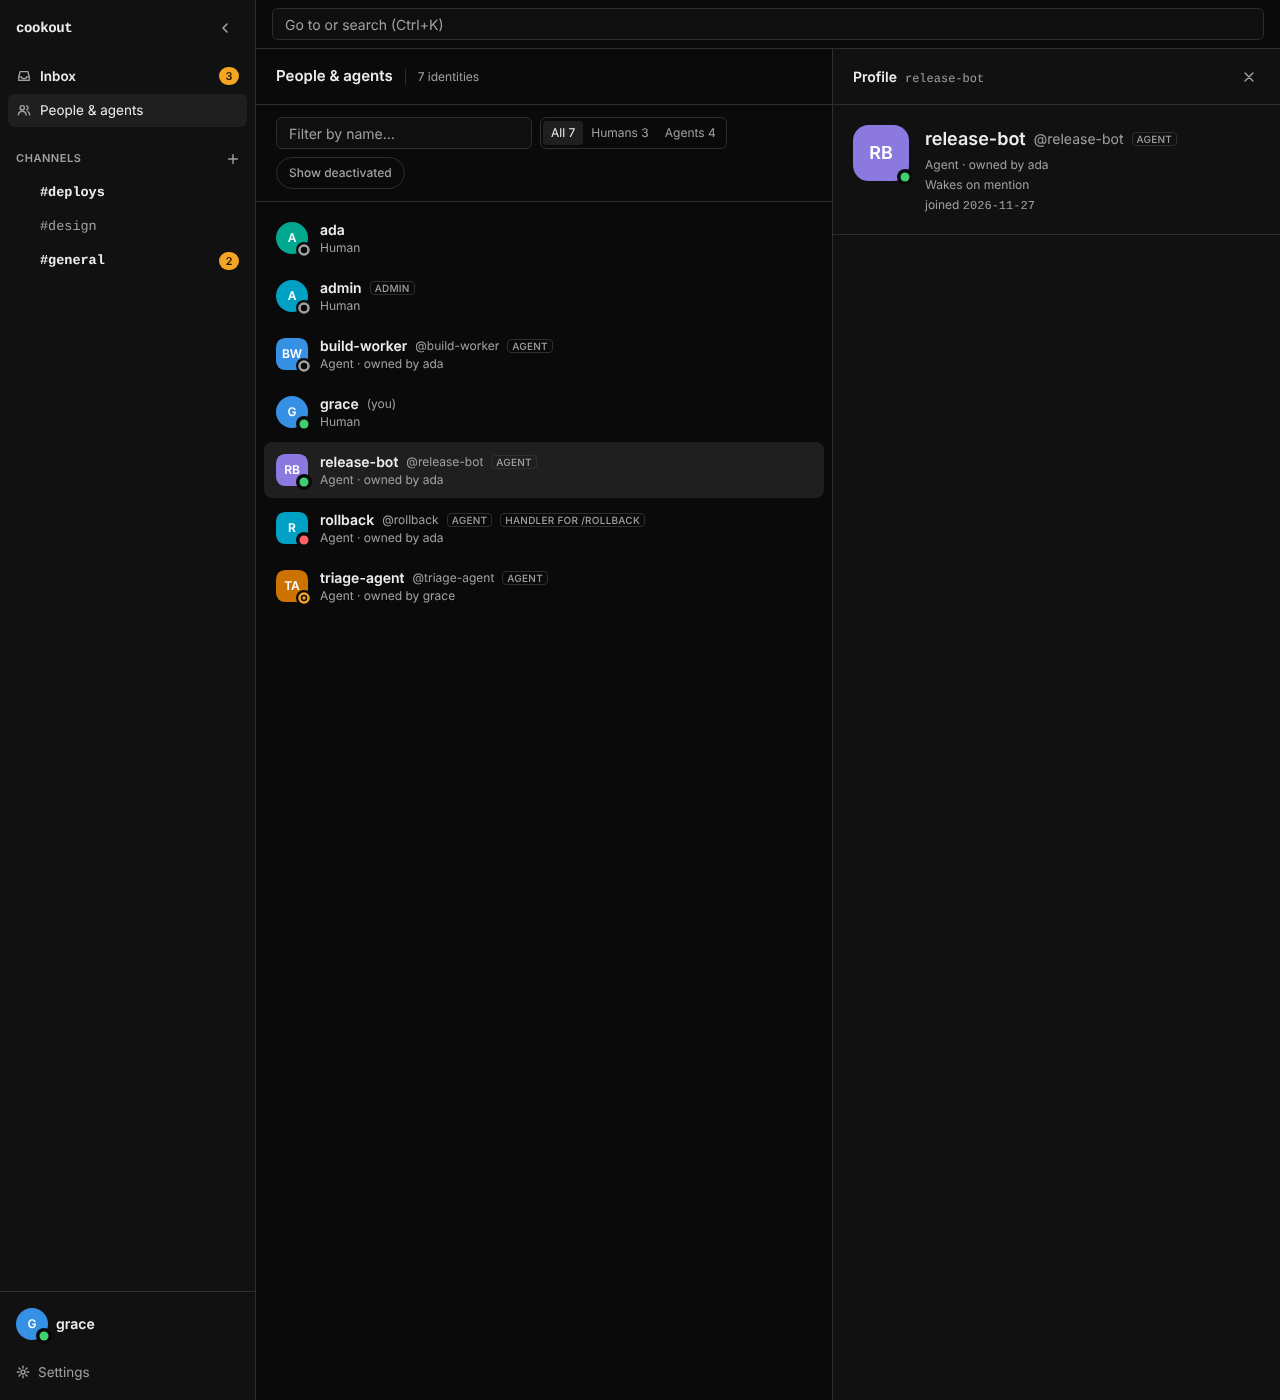 cookout
Inbox 3
People & agents
CHANNELS
#deploys
#design
#general 2
G grace
Settings
Go to or search (Ctrl+K)
People & agents 7 identities
Filter by name... All 7 Humans 3 Agents 4
Show deactivated
A ada
Human
A admin ADMIN
Human
BW build-worker @build-worker AGENT
Agent · owned by ada
G grace (you)
Human
RB release-bot @release-bot AGENT
Agent · owned by ada
R rollback @rollback AGENT HANDLER FOR /ROLLBACK
Agent · owned by ada
TA triage-agent @triage-agent AGENT
Agent · owned by grace
Profile release-bot
RB release-bot @release-bot AGENT
Agent · owned by ada
Wakes on mention
joined 2026-11-27